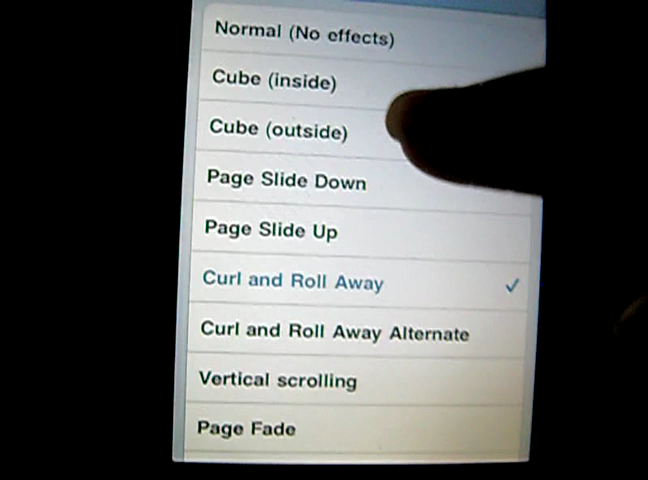 Normal (No effects)
Cube (inside)
Cube (outside)
Page Slide Down
Page Slide Up
Curl and Roll Away
Curl and Roll Away Alternate
Vertical scrolling
Page Fade